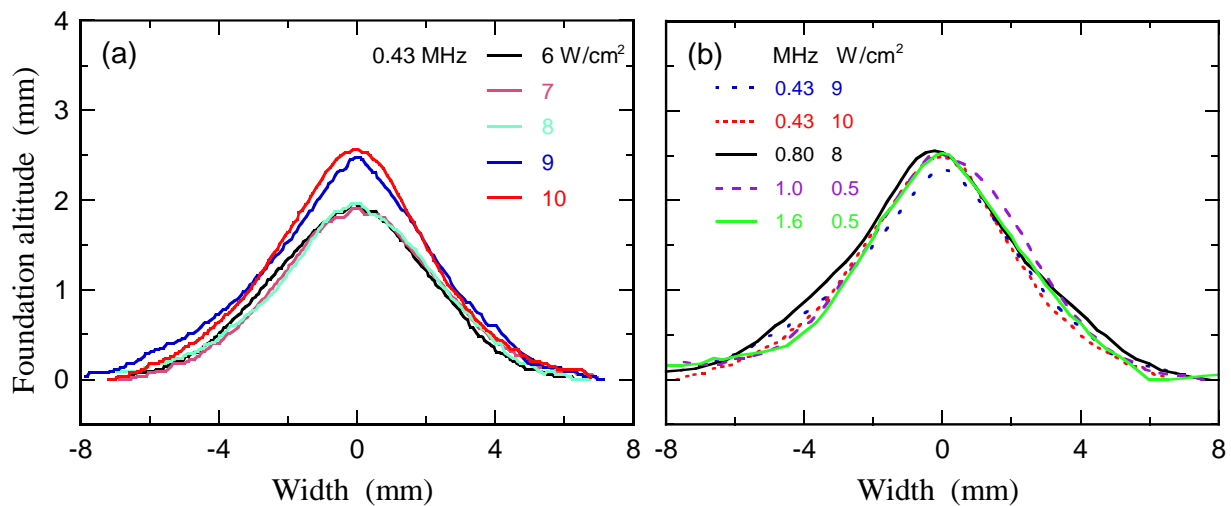 Foundation altitude (mm)
4
3
2
1
0
(a)
0.43 MHz 6 W/cm²
7
8
9
10
-8 -4 0 4 8
Width (mm)
(b)
MHz W/cm²
0.43 9
0.43 10
0.80 8
1.0 0.5
1.6 0.5
-8 -4 0 4 8
Width (mm)